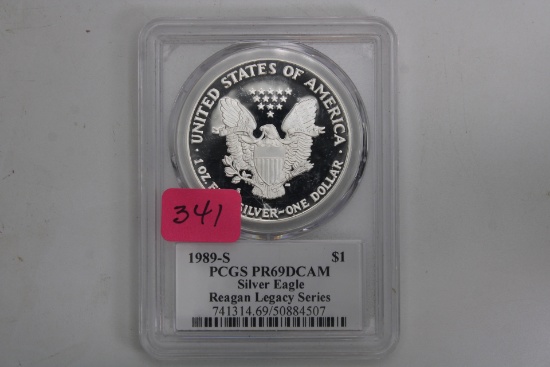 UNITED STATES OF AMERICA
1 OZ. SILVER~ONE DOLLAR
341
1989-S $1
PCGS PR69DCAM
Silver Eagle
Reagan Legacy Series
741314.69/50884507